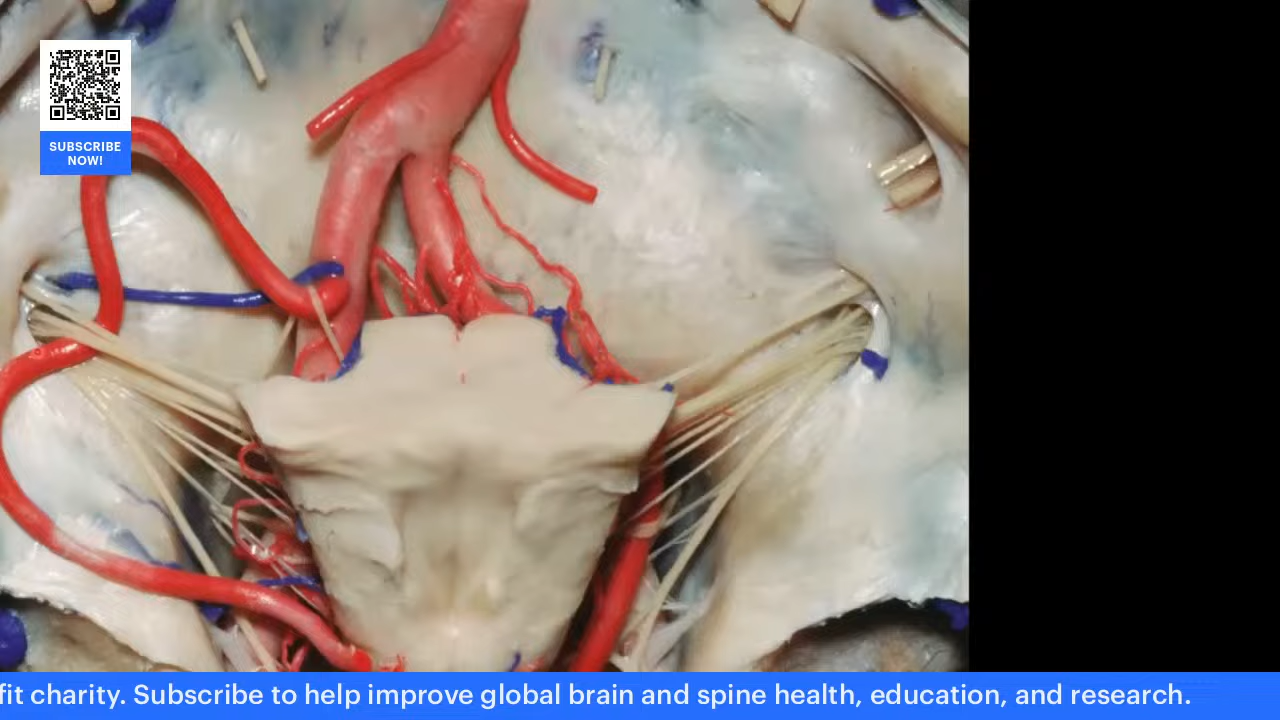 SUBSCRIBE
NOW!
fit charity. Subscribe to help improve global brain and spine health, education, and research.